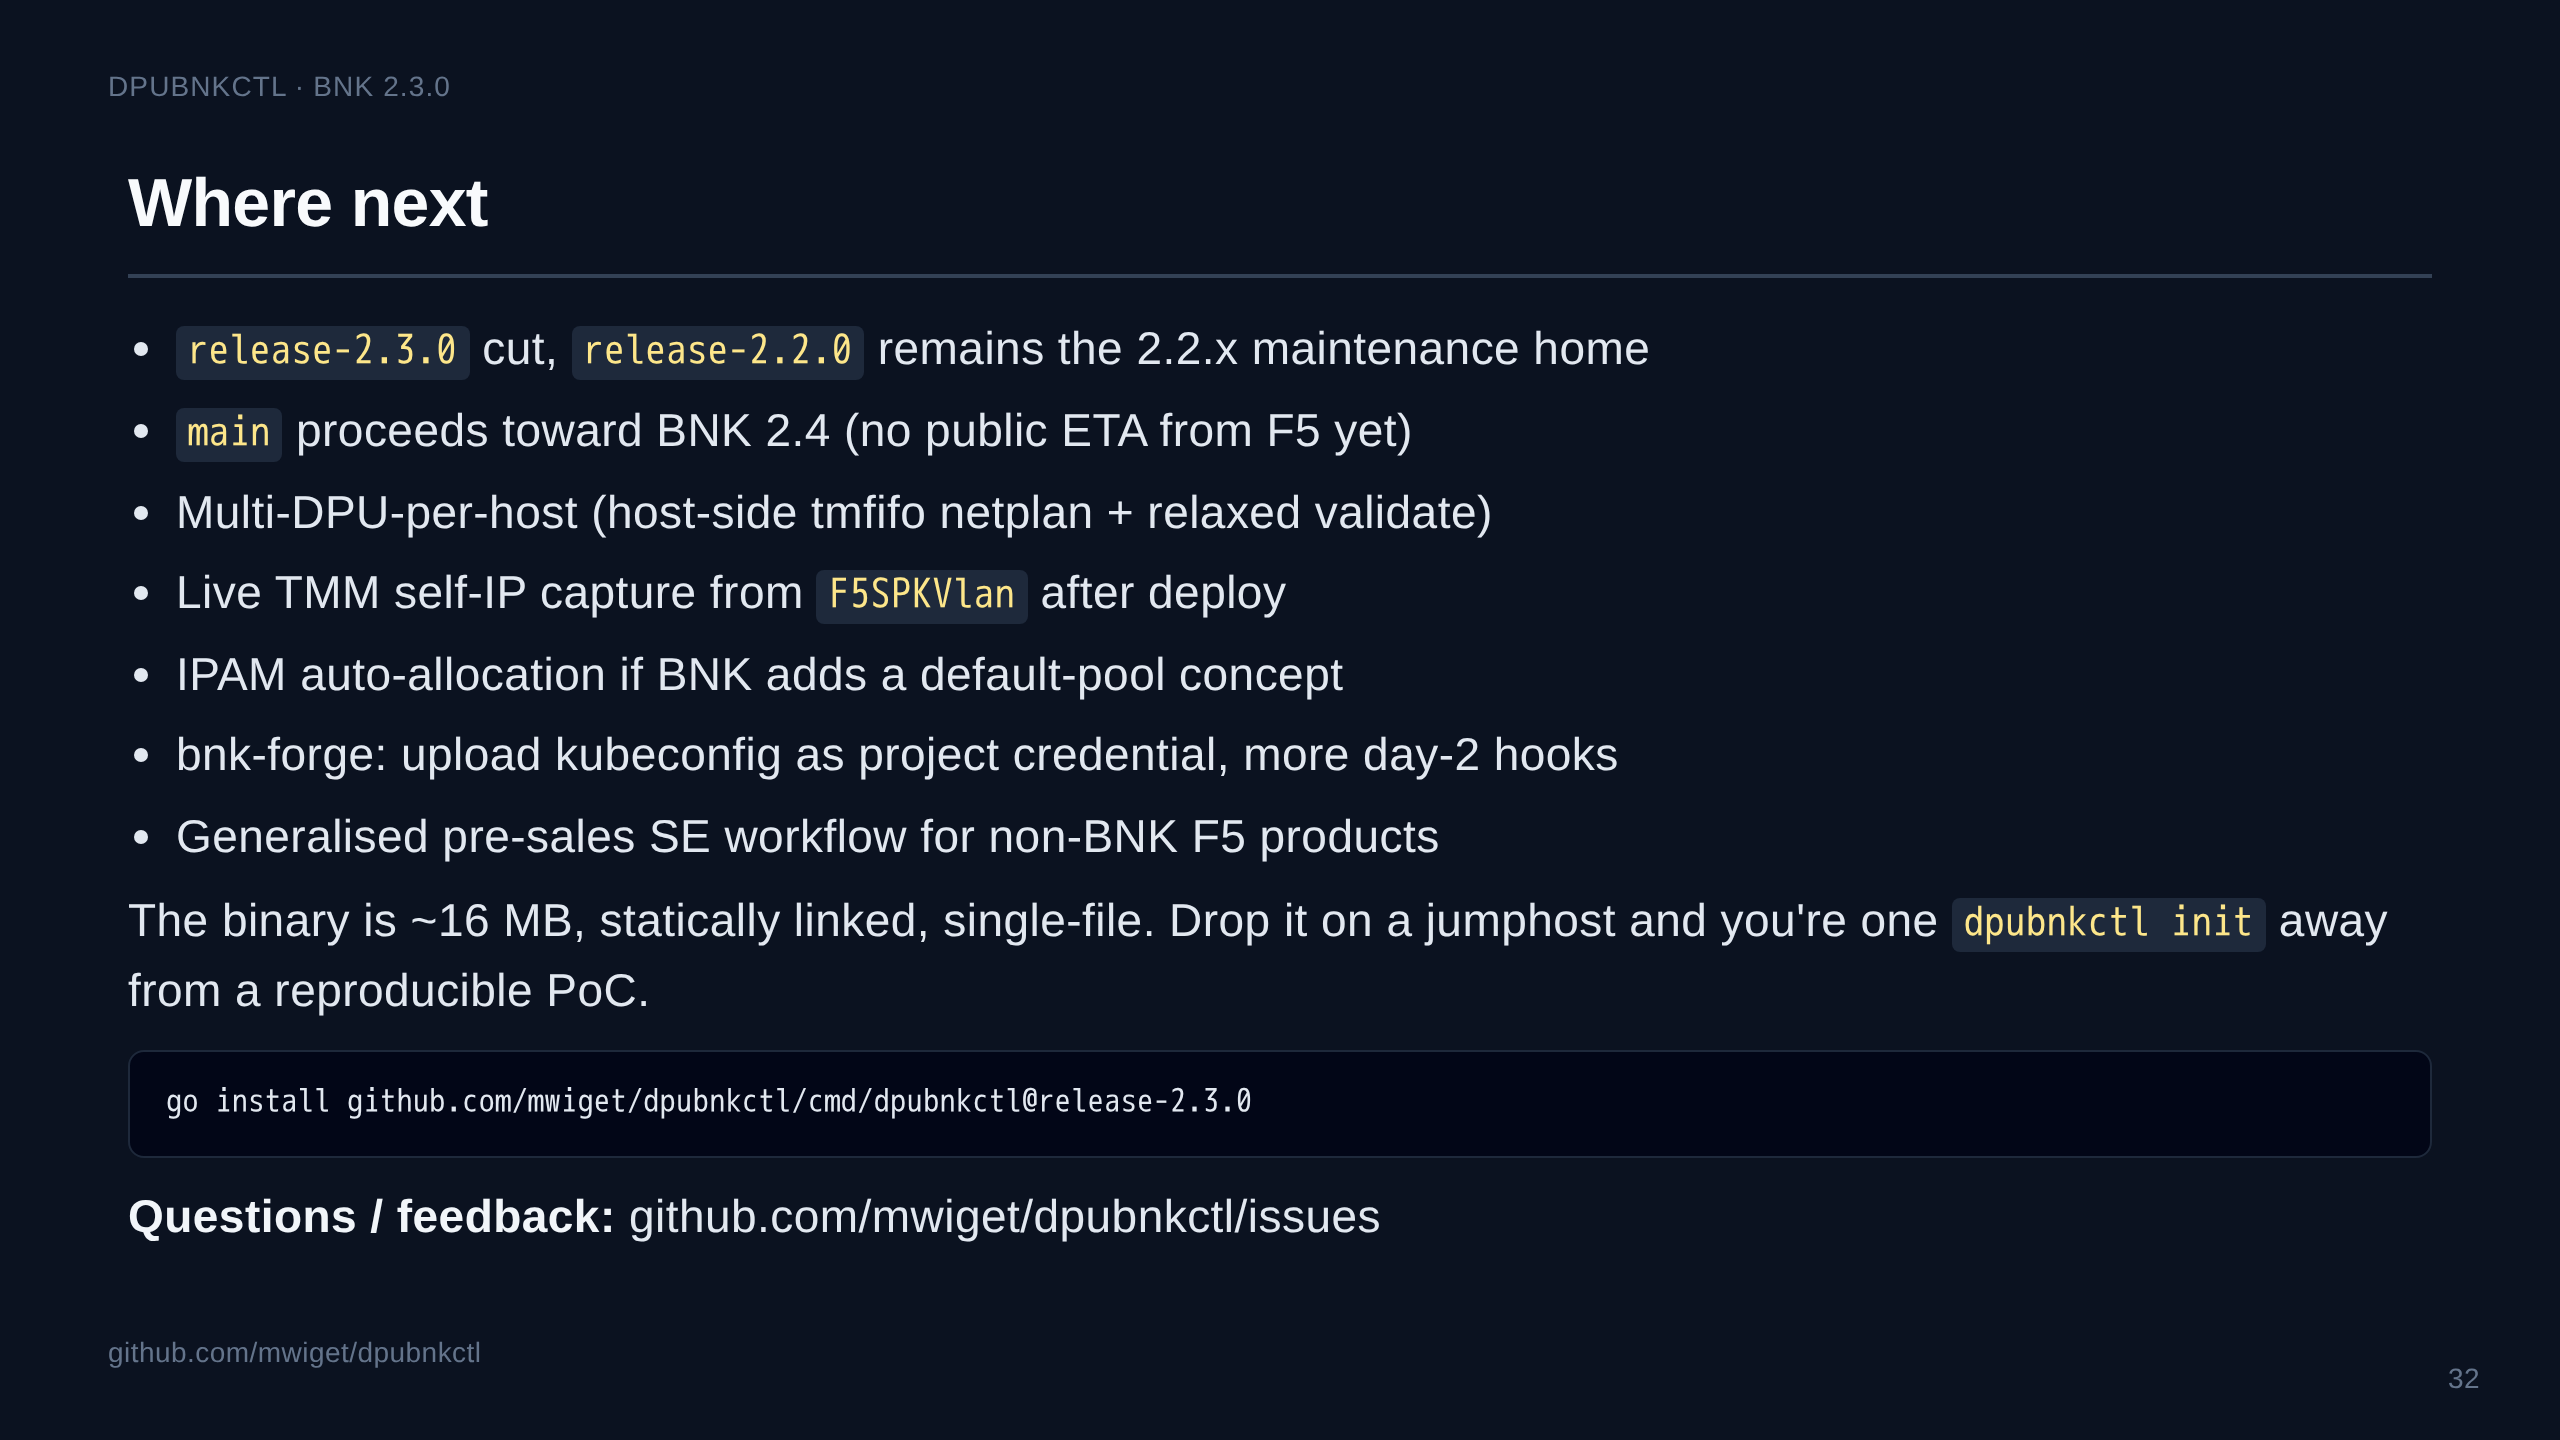 DPUBNKCTL · BNK 2.3.0
Where next
• release-2.3.0 cut, release-2.2.0 remains the 2.2.x maintenance home
• main proceeds toward BNK 2.4 (no public ETA from F5 yet)
• Multi-DPU-per-host (host-side tmfifo netplan + relaxed validate)
• Live TMM self-IP capture from F5SPKVlan after deploy
• IPAM auto-allocation if BNK adds a default-pool concept
• bnk-forge: upload kubeconfig as project credential, more day-2 hooks
• Generalised pre-sales SE workflow for non-BNK F5 products
The binary is ~16 MB, statically linked, single-file. Drop it on a jumphost and you're one dpubnkctl init away
from a reproducible PoC.
go install github.com/mwiget/dpubnkctl/cmd/dpubnkctl@release-2.3.0
Questions / feedback: github.com/mwiget/dpubnkctl/issues
github.com/mwiget/dpubnkctl
32